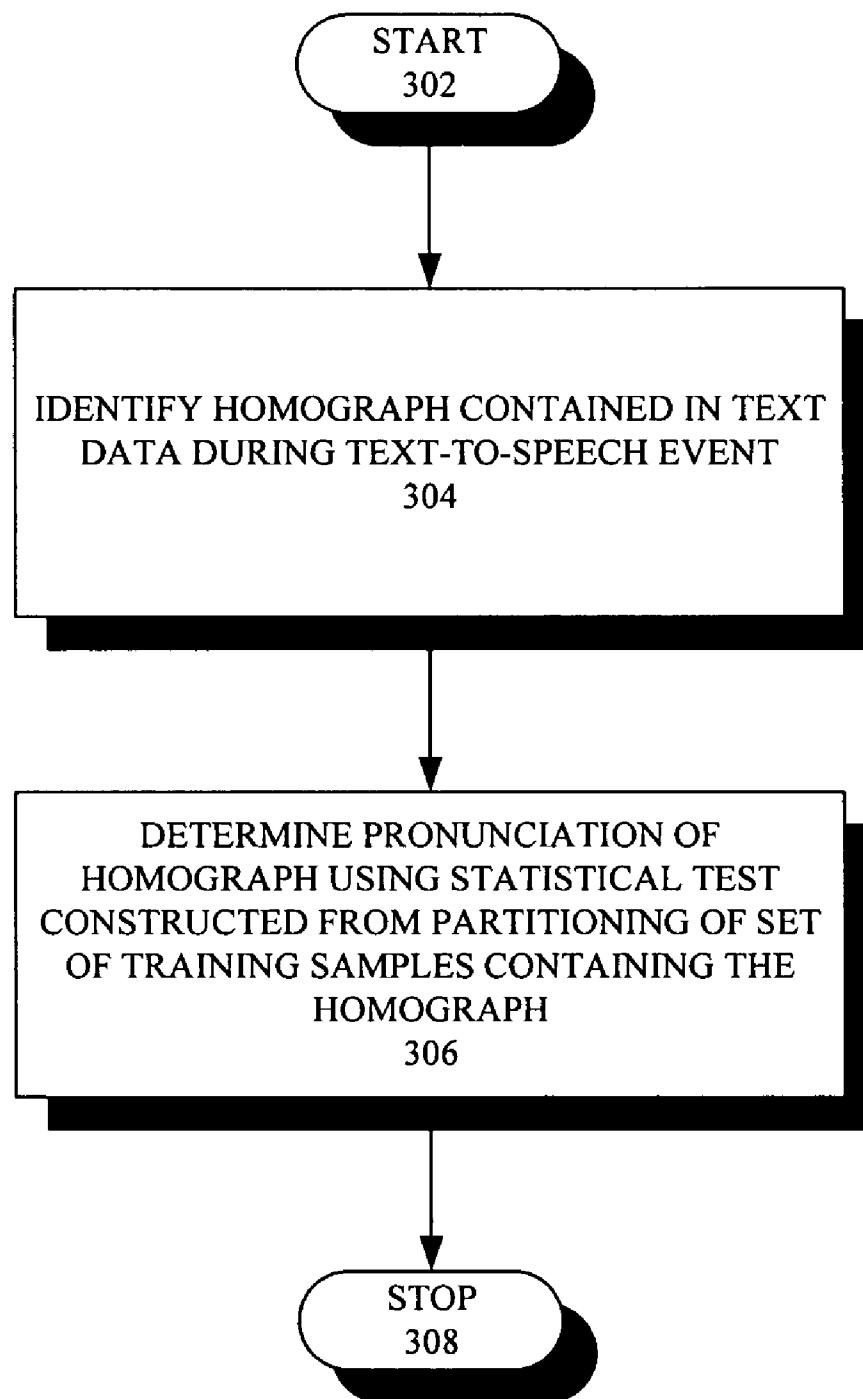 START
302
IDENTIFY HOMOGRAPH CONTAINED IN TEXT
DATA DURING TEXT-TO-SPEECH EVENT
304
DETERMINE PRONUNCIATION OF
HOMOGRAPH USING STATISTICAL TEST
CONSTRUCTED FROM PARTITIONING OF SET
OF TRAINING SAMPLES CONTAINING THE
HOMOGRAPH
306
STOP
308